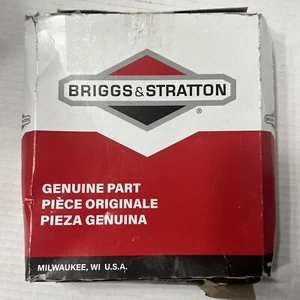 BRIGGS & STRATTON
®
GENUINE PART
PIÈCE ORIGINALE
PIEZA GENUINA
MILWAUKEE, WI U.S.A.